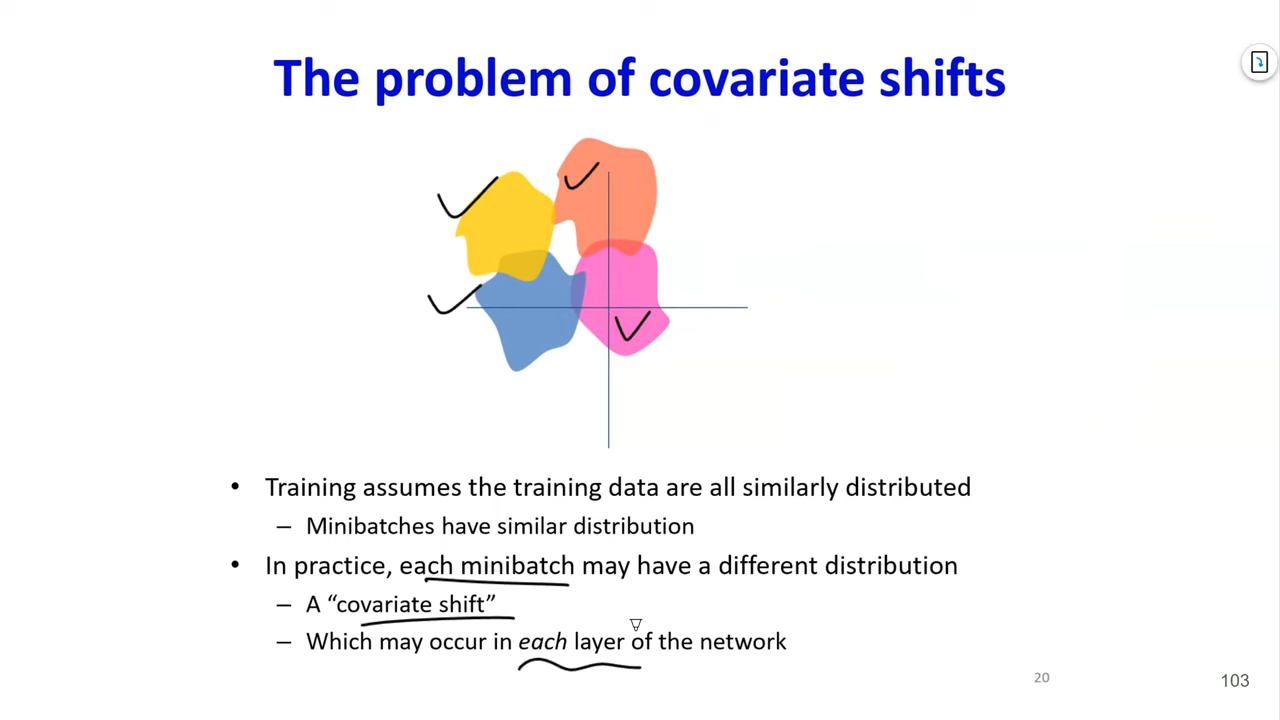 The problem of covariate shifts
• Training assumes the training data are all similarly distributed
– Minibatches have similar distribution
• In practice, each minibatch may have a different distribution
– A “covariate shift”
– Which may occur in each layer of the network
20
103